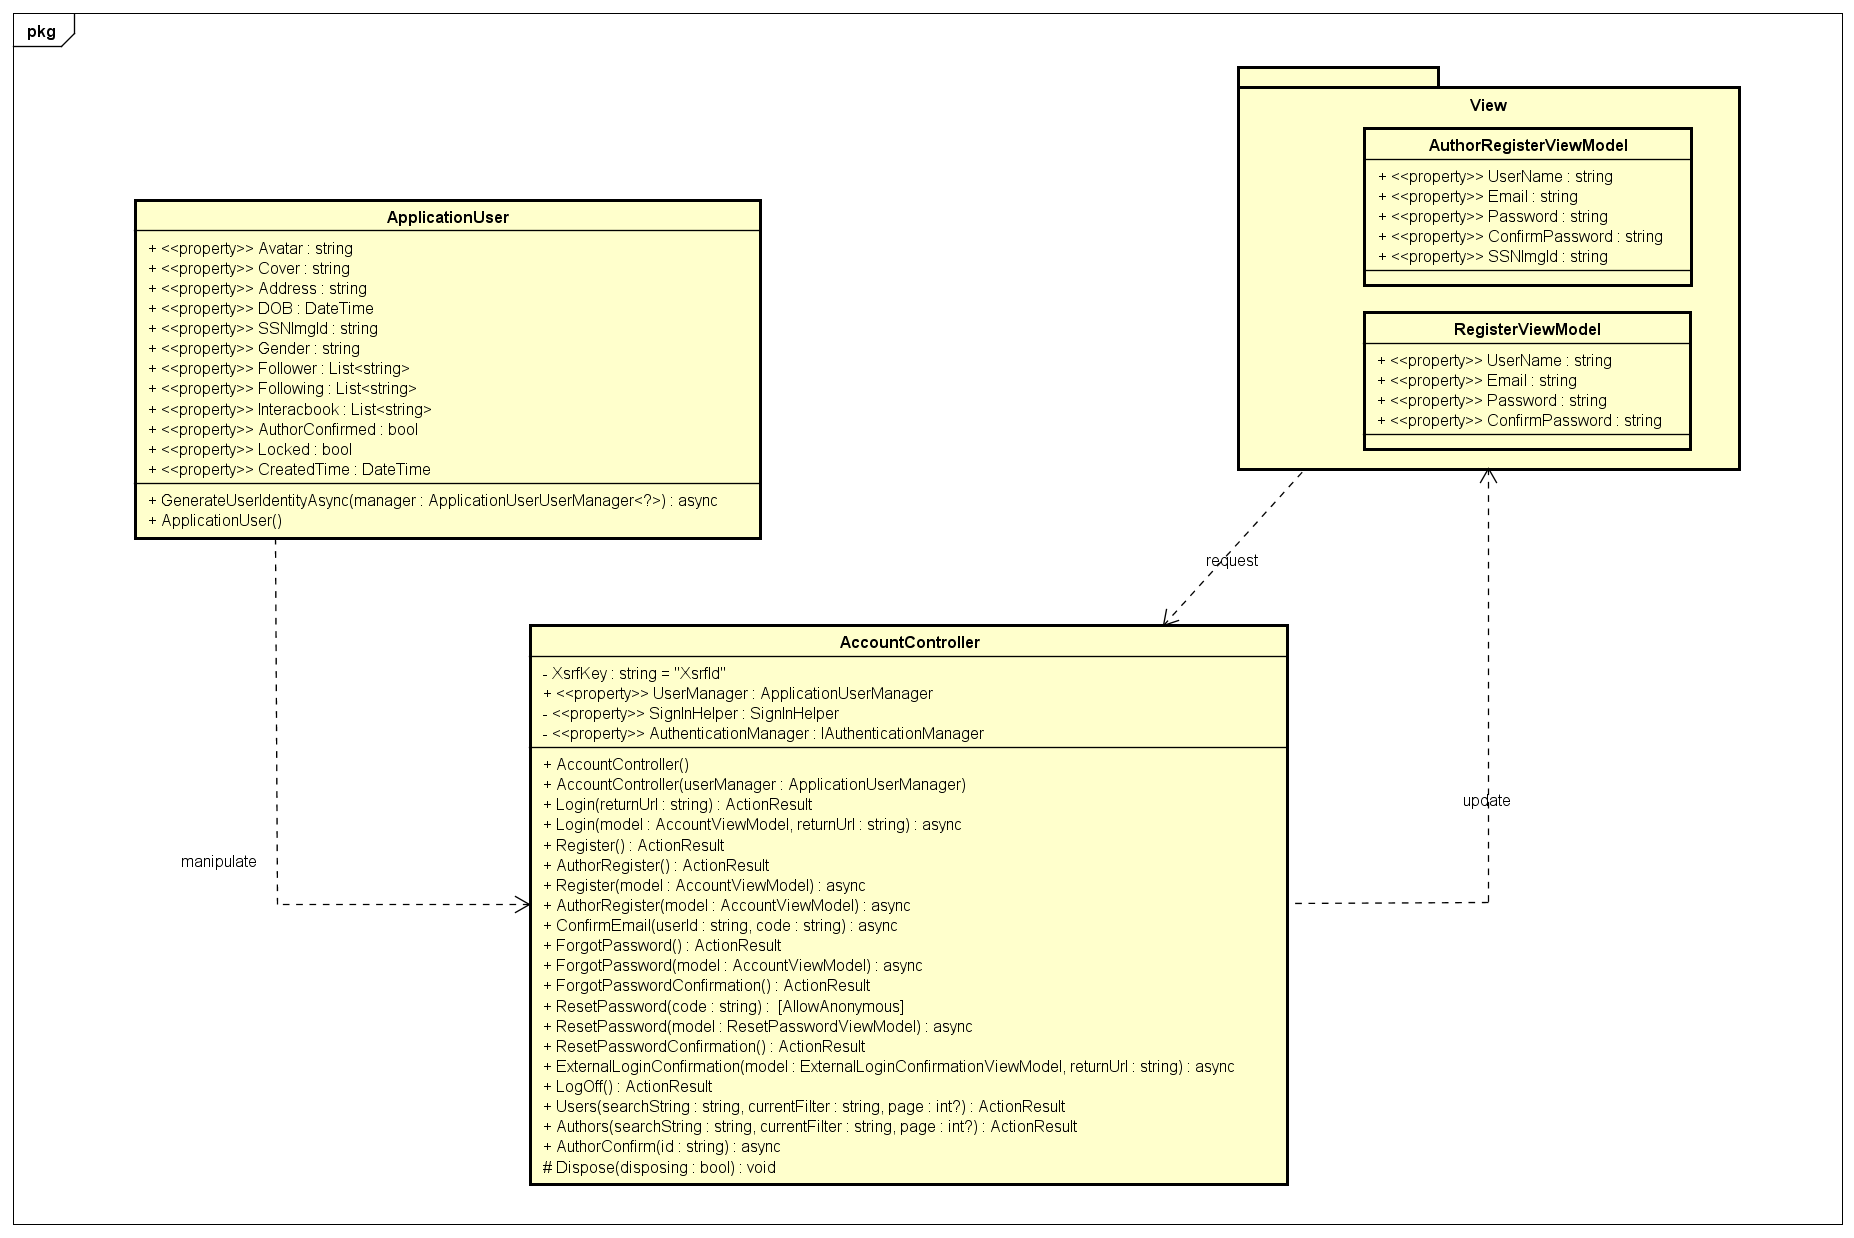 pkg
View
AuthorRegisterViewModel
+ <<property>> UserName : string
+ <<property>> Email : string
+ <<property>> Password : string
+ <<property>> ConfirmPassword : string
+ <<property>> SSNImgId : string
RegisterViewModel
+ <<property>> UserName : string
+ <<property>> Email : string
+ <<property>> Password : string
+ <<property>> ConfirmPassword : string
ApplicationUser
+ <<property>> Avatar : string
+ <<property>> Cover : string
+ <<property>> Address : string
+ <<property>> DOB : DateTime
+ <<property>> SSNImgId : string
+ <<property>> Gender : string
+ <<property>> Follower : List<string>
+ <<property>> Following : List<string>
+ <<property>> Interacbook : List<string>
+ <<property>> AuthorConfirmed : bool
+ <<property>> Locked : bool
+ <<property>> CreatedTime : DateTime
+ GenerateUserIdentityAsync(manager : ApplicationUserUserManager<?>) : async
+ ApplicationUser()
request
AccountController
- XsrfKey : string = "XsrfId"
+ <<property>> UserManager : ApplicationUserManager
- <<property>> SignInHelper : SignInHelper
- <<property>> AuthenticationManager : IAuthenticationManager
+ AccountController()
+ AccountController(userManager : ApplicationUserManager)
+ Login(returnUrl : string) : ActionResult
+ Login(model : AccountViewModel, returnUrl : string) : async
+ Register() : ActionResult
+ AuthorRegister() : ActionResult
+ Register(model : AccountViewModel) : async
+ AuthorRegister(model : AccountViewModel) : async
+ ConfirmEmail(userId : string, code : string) : async
+ ForgotPassword() : ActionResult
+ ForgotPassword(model : AccountViewModel) : async
+ ForgotPasswordConfirmation() : ActionResult
+ ResetPassword(code : string) :  [AllowAnonymous]
+ ResetPassword(model : ResetPasswordViewModel) : async
+ ResetPasswordConfirmation() : ActionResult
+ ExternalLoginConfirmation(model : ExternalLoginConfirmationViewModel, returnUrl : string) : async
+ LogOff() : ActionResult
+ Users(searchString : string, currentFilter : string, page : int?) : ActionResult
+ Authors(searchString : string, currentFilter : string, page : int?) : ActionResult
+ AuthorConfirm(id : string) : async
# Dispose(disposing : bool) : void
update
manipulate